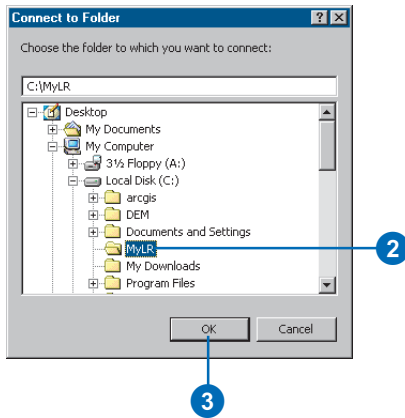 Connect to Folder
Choose the folder to which you want to connect:
C:\MyLR
Desktop
My Documents
My Computer
3½ Floppy (A:)
Local Disk (C:)
arcgis
DEM
Documents and Settings
MyLR
2
My Downloads
Program Files
OK
Cancel
3